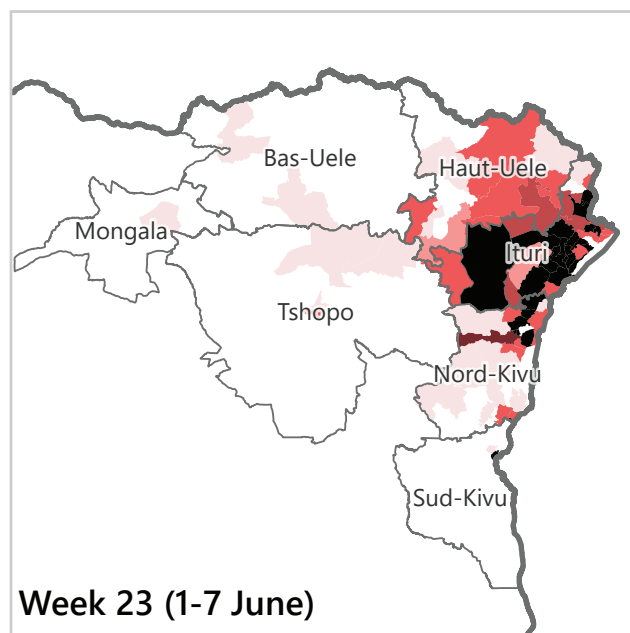 Bas-Uele
Haut-Uele
Mongala
Ituri
Tshopo
Nord-Kivu
Sud-Kivu
Week 23 (1-7 June)